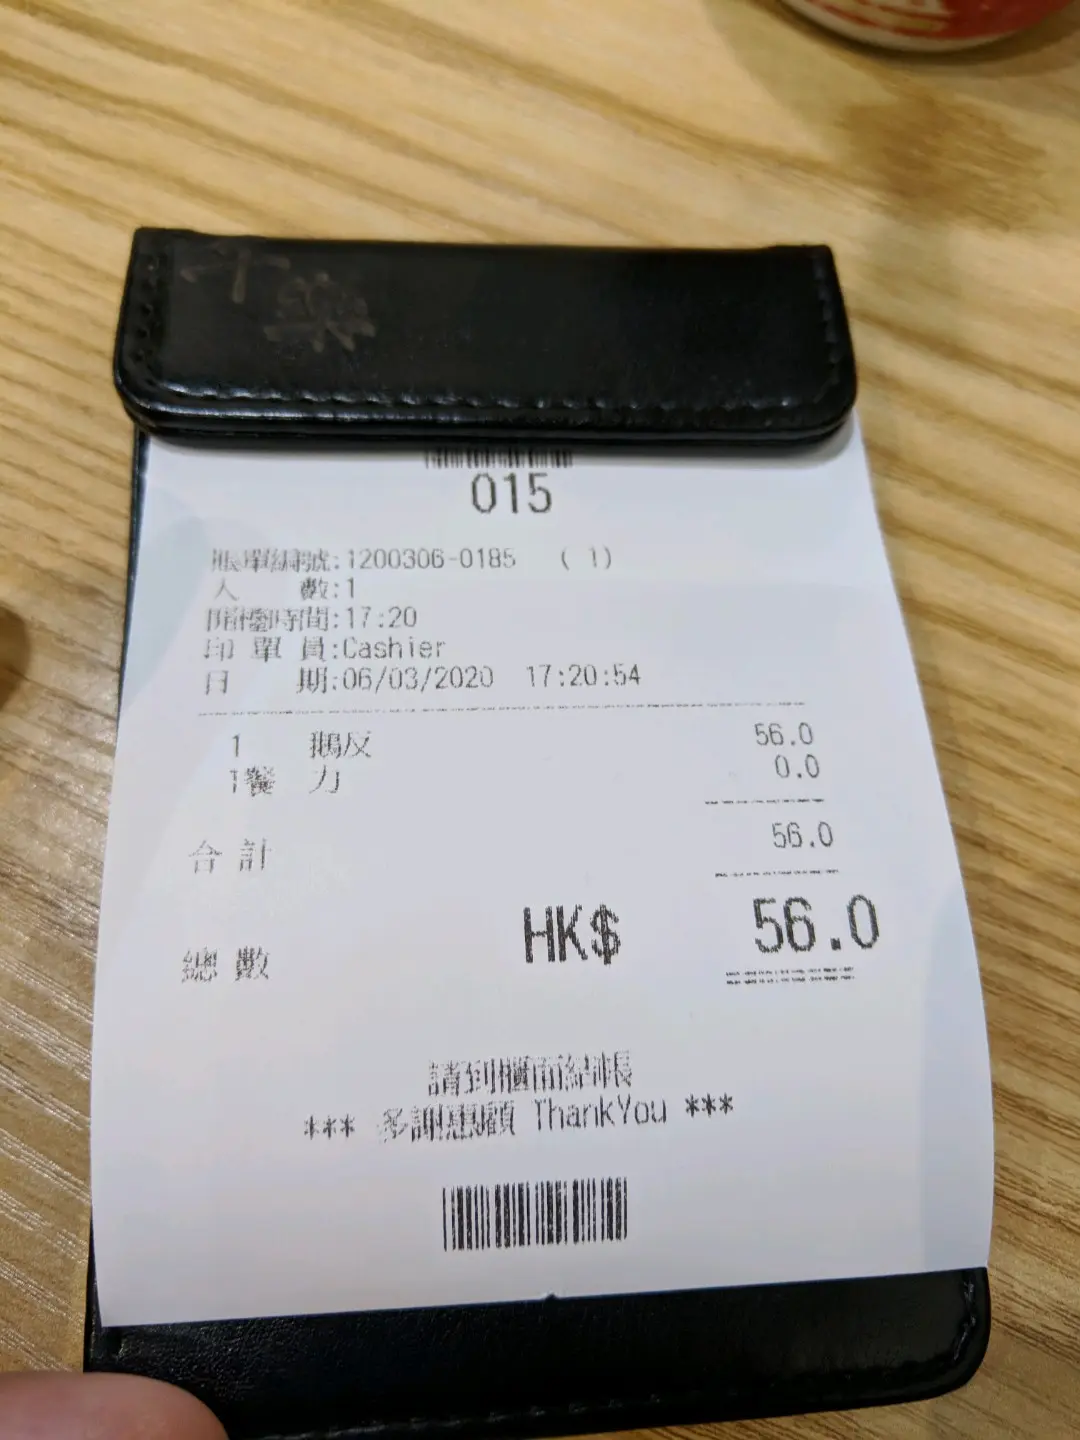 015
賬單編號:1200306-0185 ( 1)
人 數:1
開檯時間:17:20
印 單 員:Cashier
日 期:06/03/2020 17:20:54
1 鵝反 56.0
1餐 力 0.0
合 計 56.0
總 數 HK$ 56.0
請到櫃面結帳
*** 多謝惠顧 ThankYou ***